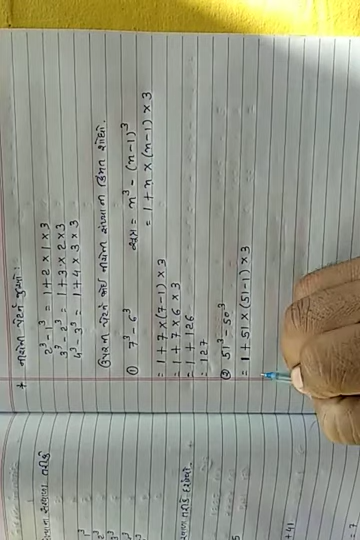 + નીચેની પેટર્ન જુઓ :
2³ - 1³ = 1 + 2 × 1 × 3
3³ - 2³ = 1 + 3 × 2 × 3
4³ - 3³ = 1 + 4 × 3 × 3
ઉપરની પેટર્ન જોઈ નીચેની સંખ્યાની કિંમત શોધો.
① 7³ - 6³ સૂત્ર = n³ - (n-1)³
= 1 + n × (n-1) × 3
= 1 + 7 × (7-1) × 3
= 1 + 7 × 6 × 3
= 1 + 126
= 127
② 51³ - 50³
= 1 + 51 × (51-1) × 3
+ 41
= 7